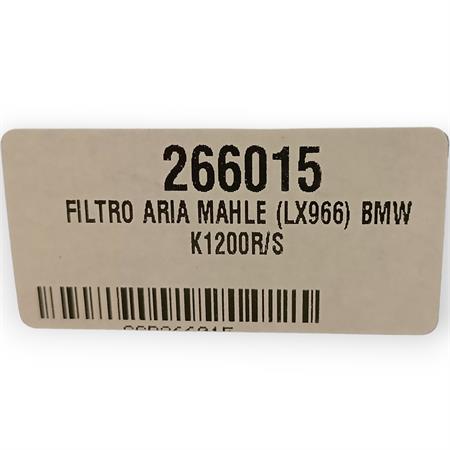 266015
FILTRO ARIA MAHLE (LX966) BMW
K1200R/S